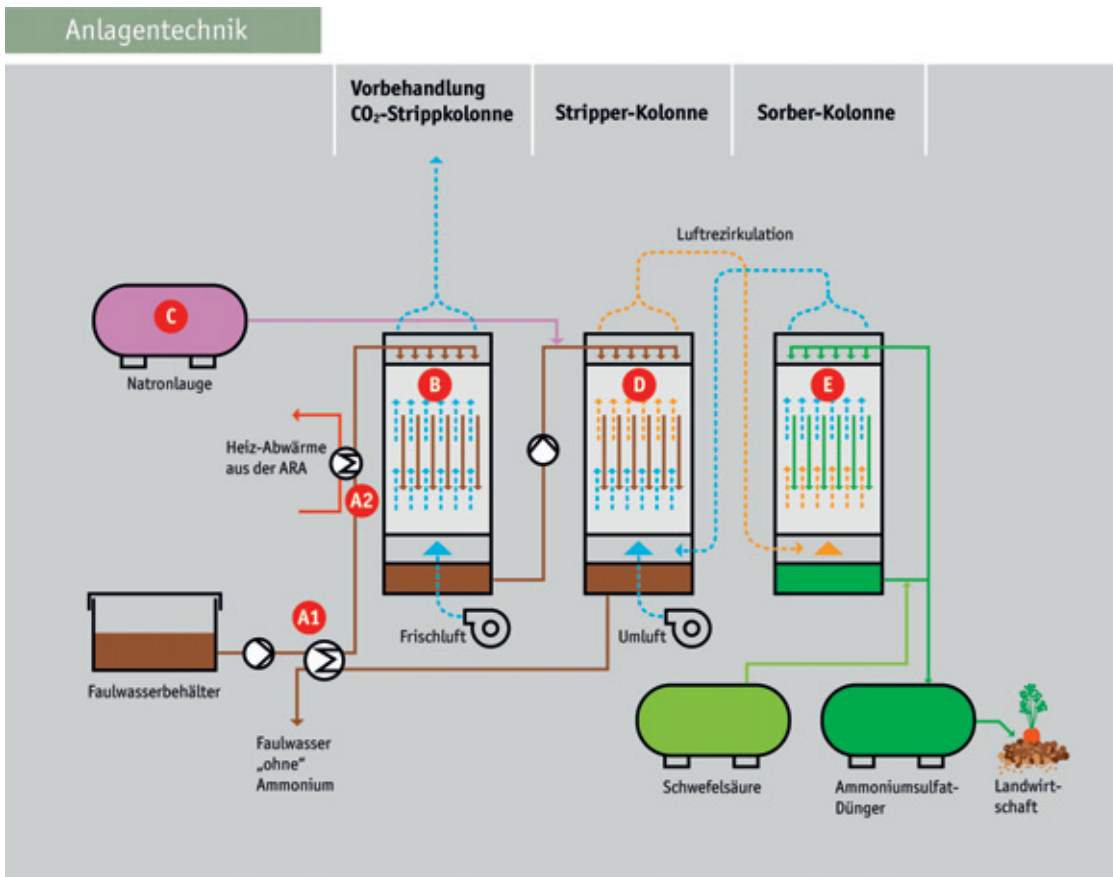 Anlagentechnik
Vorbehandlung
CO₂-Strippkolonne
Stripper-Kolonne
Sorber-Kolonne
Luftrezirkulation
C
Natronlauge
B
D
E
Heiz-Abwärme
aus der ARA
A2
A1
Frischluft
Umluft
Faulwasserbehälter
Faulwasser
„ohne“
Ammonium
Schwefelsäure
Ammoniumsulfat-
Dünger
Landwirt-
schaft